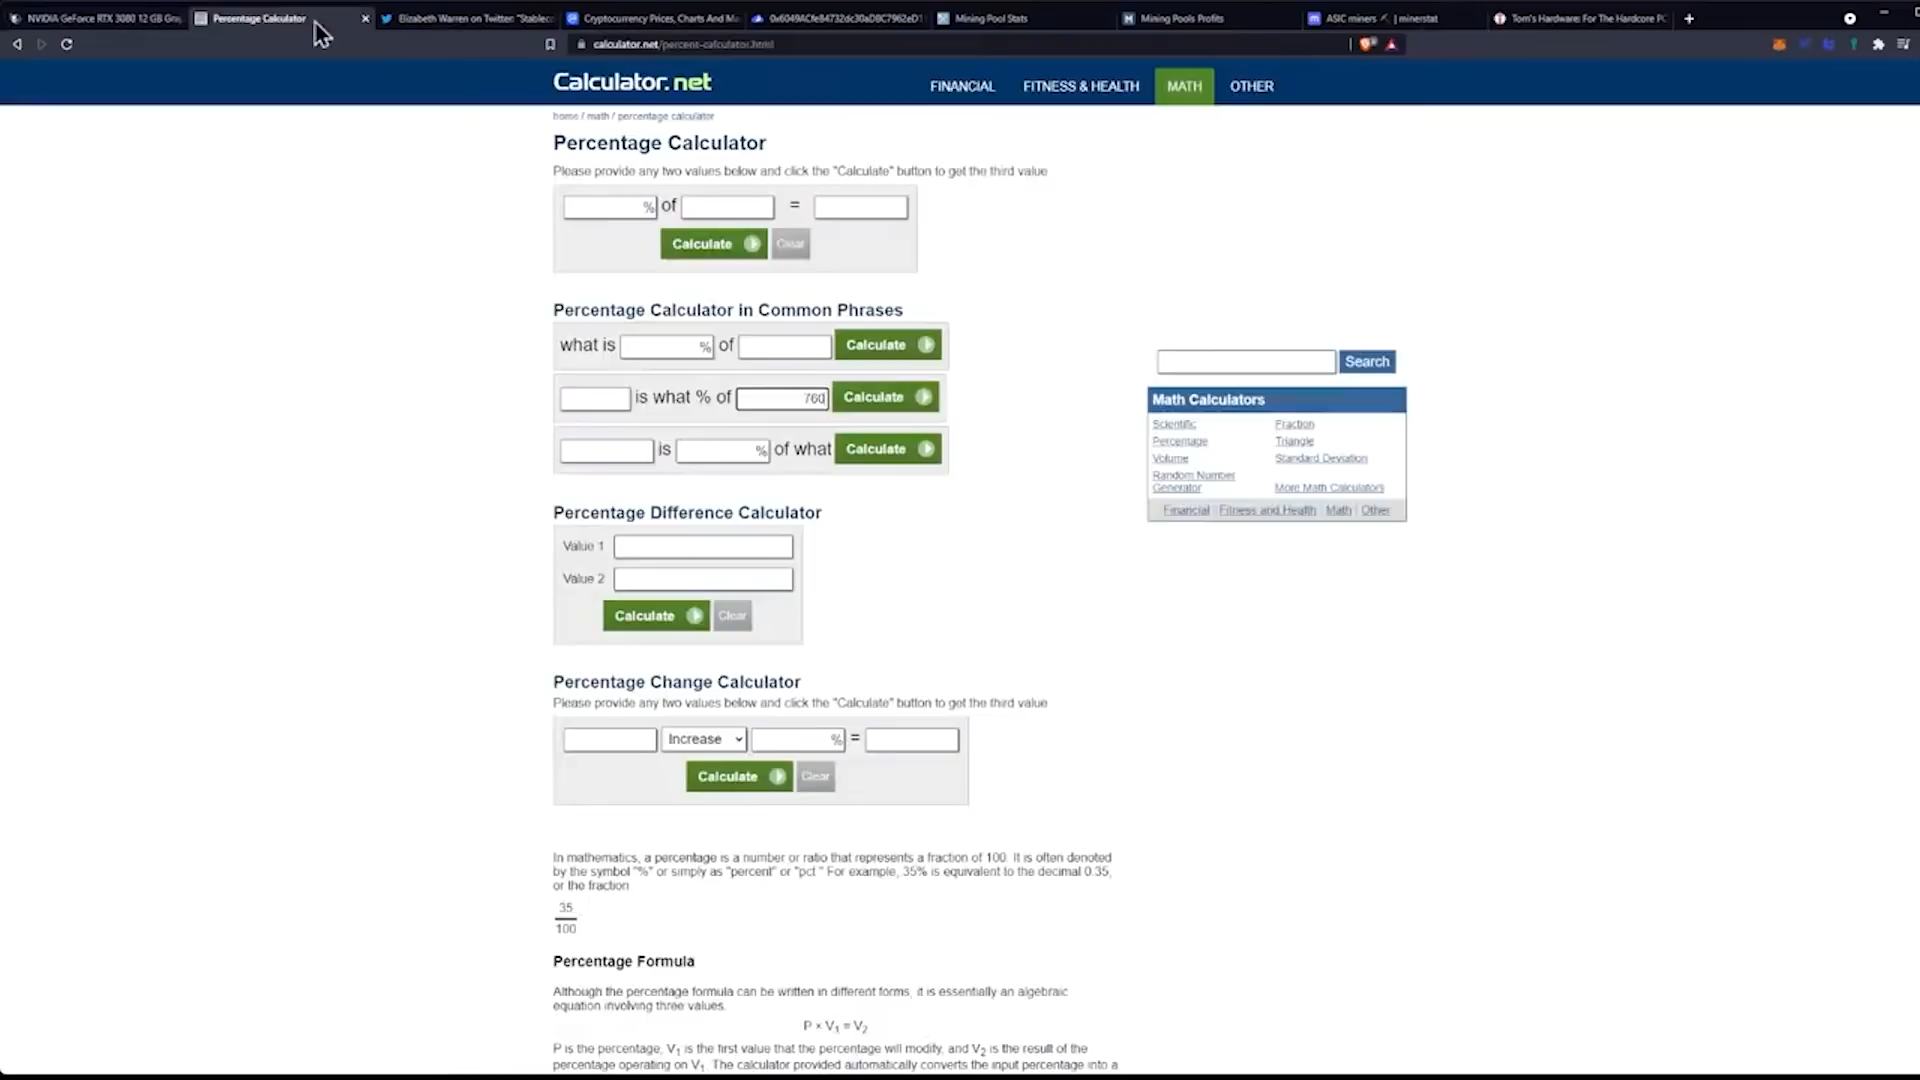 NVIDIA GeForce RTX 3080 12 GB Gra
Percentage Calculator
Elizabeth Warren on Twitter: "Stablec
Cryptocurrency Prices, Charts And Ma
Mining Pool Stats
Mining Pools Profits
ASIC miners ⛏ | minerstat
Tom's Hardware: For The Hardcore PC
calculator.net/percent-calculator.html
Calculator.net
FINANCIAL
FITNESS & HEALTH
MATH
OTHER
home / math / percentage calculator
Percentage Calculator
Please provide any two values below and click the "Calculate" button to get the third value
% of =
Calculate
Clear
Percentage Calculator in Common Phrases
what is % of Calculate
is what % of 760 Calculate
is % of what Calculate
Search
Math Calculators
Scientific
Fraction
Percentage
Triangle
Volume
Standard Deviation
Random Number Generator
More Math Calculators
Financial
Fitness and Health
Math
Other
Percentage Difference Calculator
Value 1
Value 2
Calculate
Clear
Percentage Change Calculator
Please provide any two values below and click the "Calculate" button to get the third value
Increase % =
Calculate
Clear
In mathematics, a percentage is a number or ratio that represents a fraction of 100. It is often denoted
by the symbol "%" or simply as "percent" or "pct." For example, 35% is equivalent to the decimal 0.35,
or the fraction
35
100
Percentage Formula
Although the percentage formula can be written in different forms, it is essentially an algebraic
equation involving three values.
P × V₁ = V₂
P is the percentage, V₁ is the first value that the percentage will modify, and V₂ is the result of the
percentage operating on V₁. The calculator provided automatically converts the input percentage into a